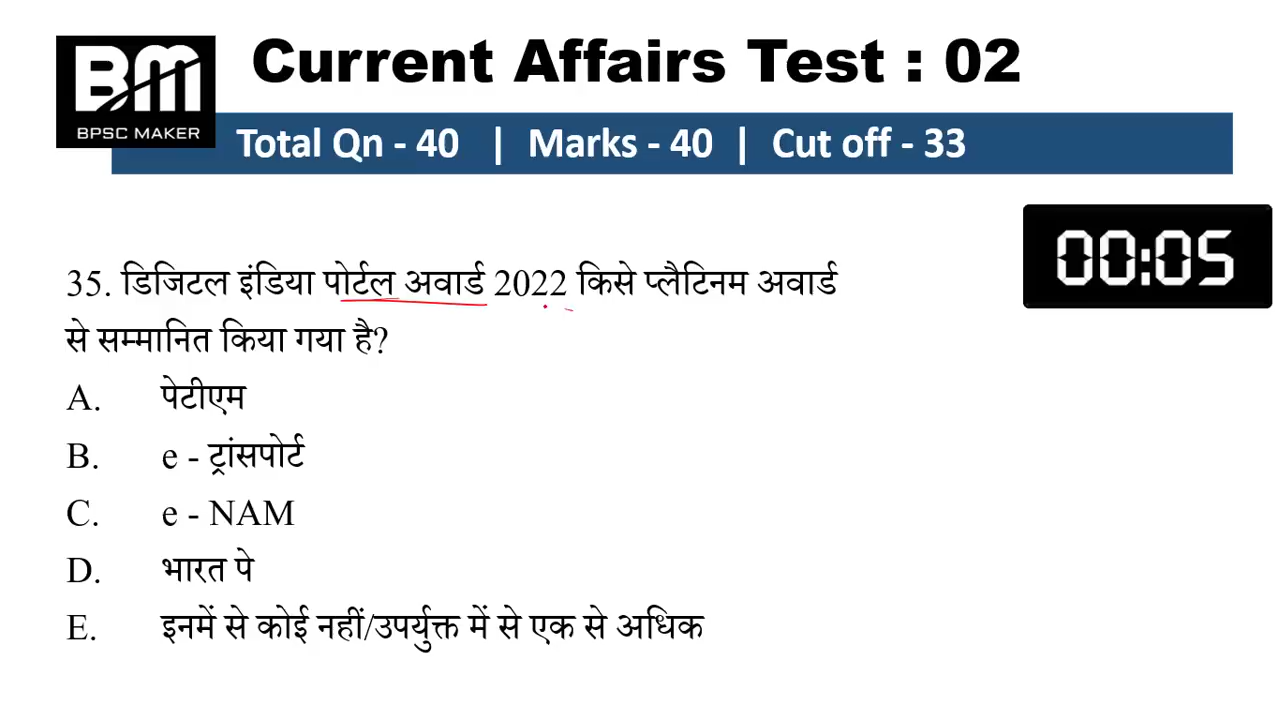 BM
BPSC MAKER
Current Affairs Test : 02
Total Qn - 40 | Marks - 40 | Cut off - 33
00:05
35. डिजिटल इंडिया पोर्टल अवार्ड 2022 किसे प्लैटिनम अवार्ड
से सम्मानित किया गया है?
A. पेटीएम
B. e - ट्रांसपोर्ट
C. e - NAM
D. भारत पे
E. इनमें से कोई नहीं/उपर्युक्त में से एक से अधिक